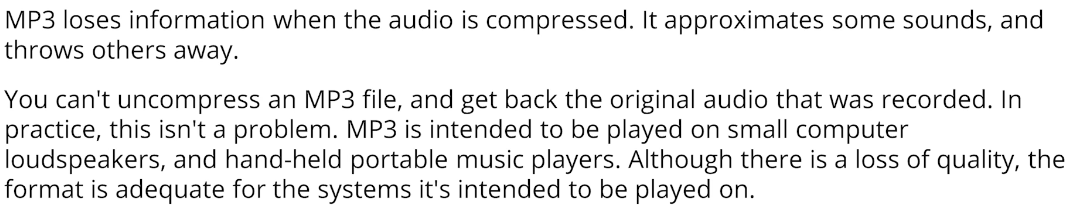 MP3 loses information when the audio is compressed. It approximates some sounds, and
throws others away.
You can't uncompress an MP3 file, and get back the original audio that was recorded. In
practice, this isn't a problem. MP3 is intended to be played on small computer
loudspeakers, and hand-held portable music players. Although there is a loss of quality, the
format is adequate for the systems it's intended to be played on.